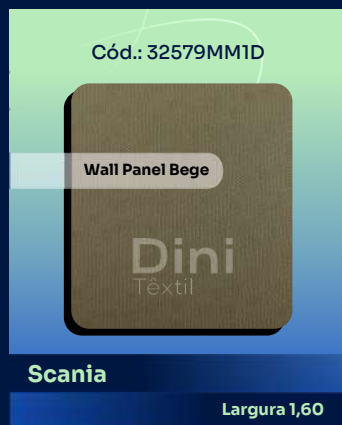 Cód.: 32579MM1D
Wall Panel Bege
Dini
Têxtil
Scania
Largura 1,60